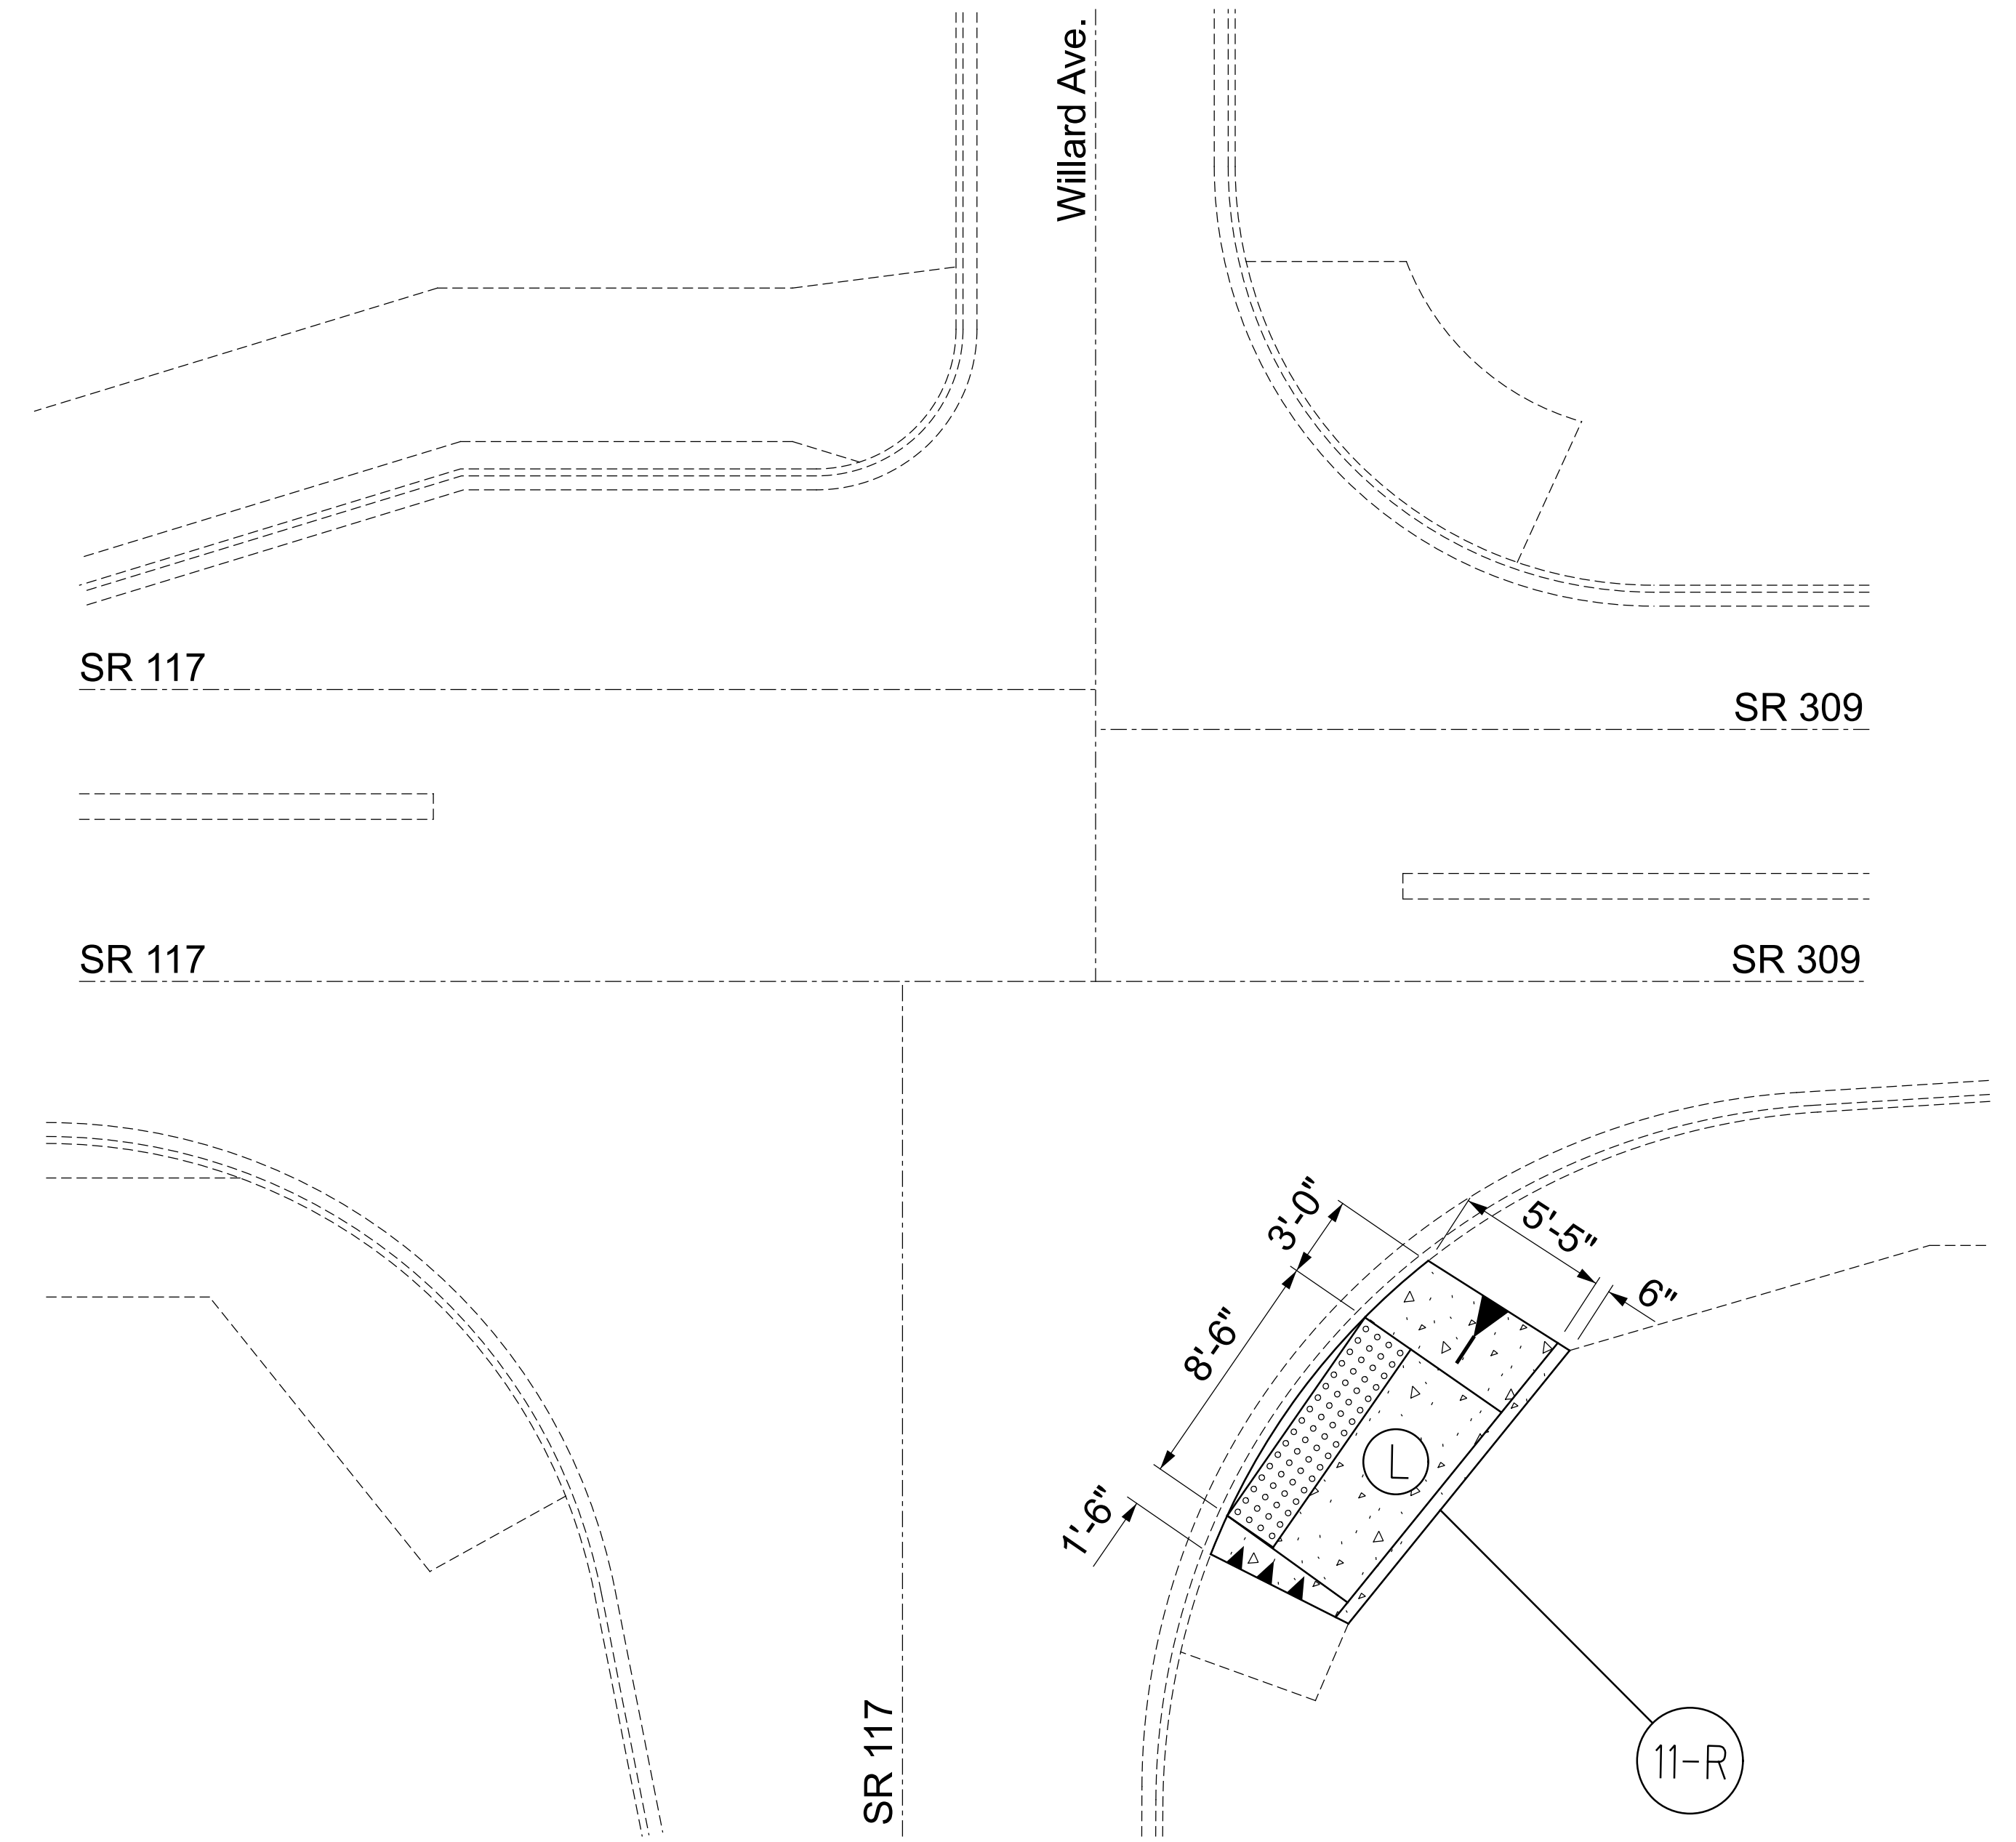 Willard Ave.
SR 117
SR 309
SR 117
SR 309
3'-0"
5'-5"
6"
8'-6"
1'-6"
L
SR 117
11-R